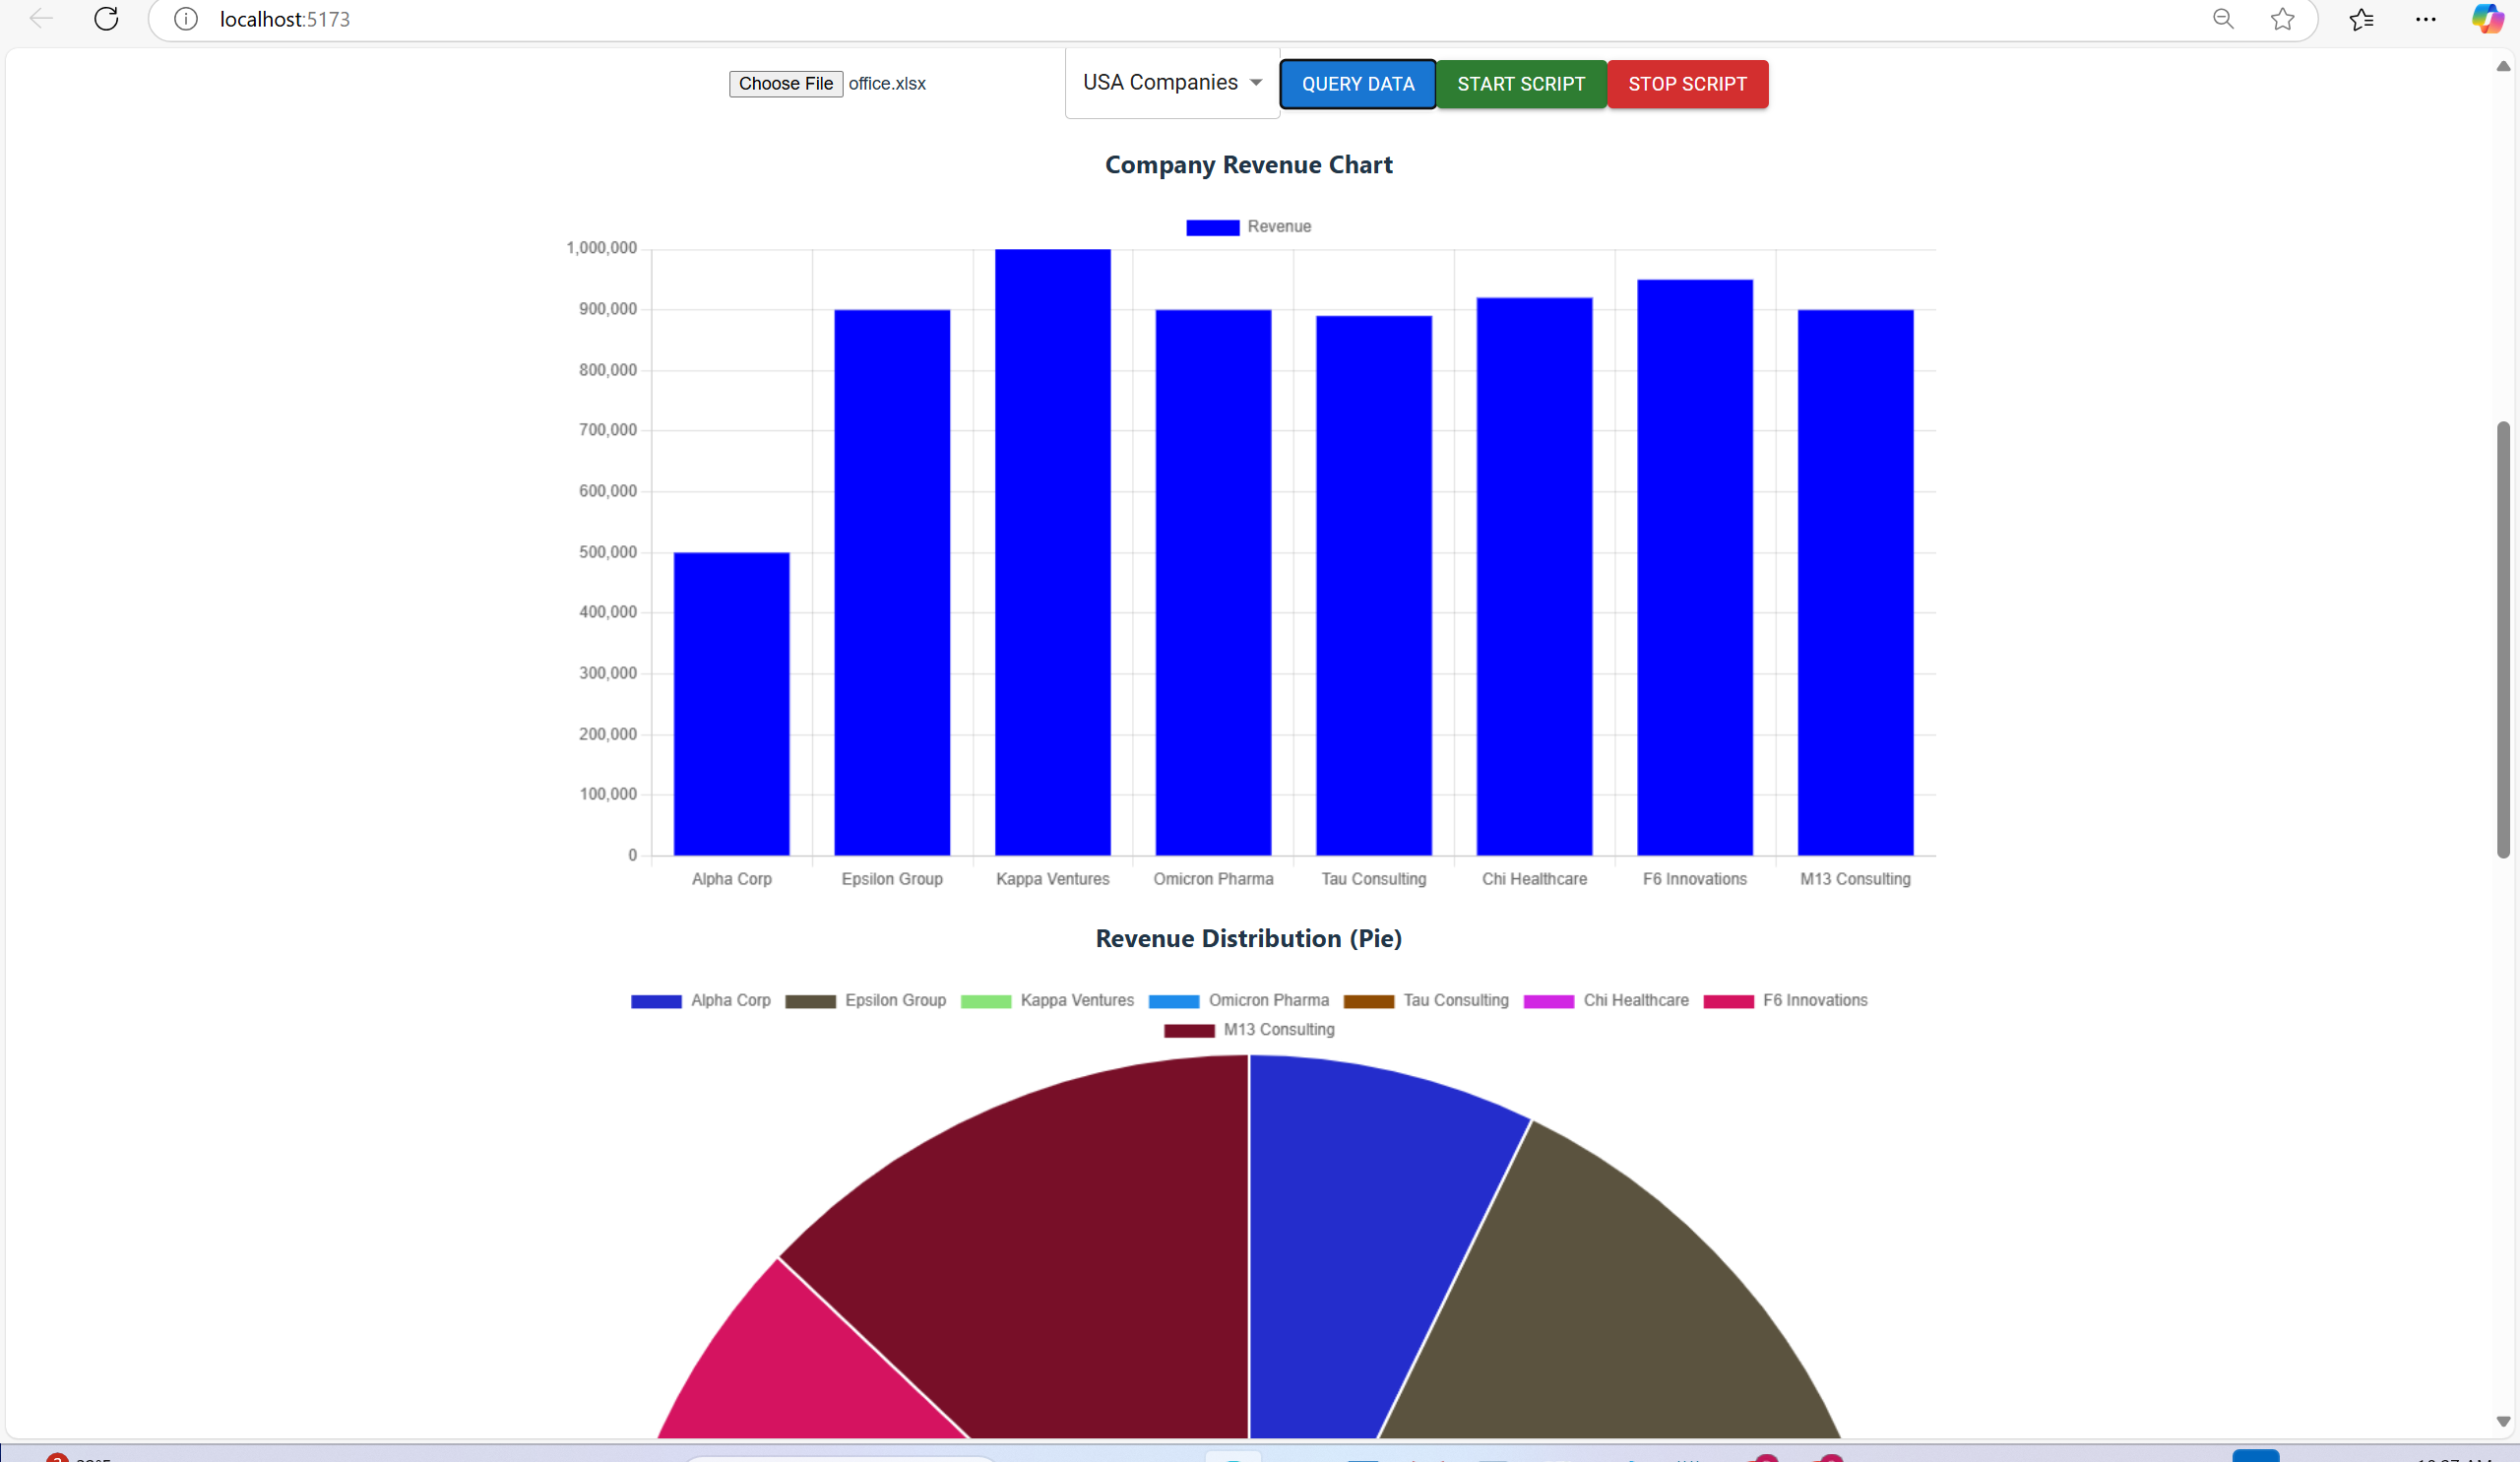 localhost:5173
Choose File office.xlsx USA Companies QUERY DATA START SCRIPT STOP SCRIPT
Company Revenue Chart
Revenue
1,000,000
900,000
800,000
700,000
600,000
500,000
400,000
300,000
200,000
100,000
0
Alpha Corp Epsilon Group Kappa Ventures Omicron Pharma Tau Consulting Chi Healthcare F6 Innovations M13 Consulting
Revenue Distribution (Pie)
Alpha Corp Epsilon Group Kappa Ventures Omicron Pharma Tau Consulting Chi Healthcare F6 Innovations
M13 Consulting